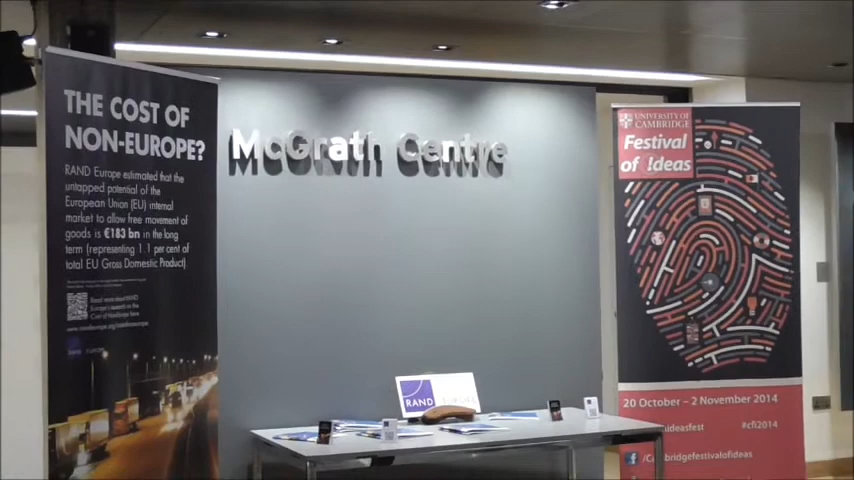 THE COST OF
NON-EUROPE?
RAND Europe estimated that the
untapped potential of the
European Union (EU) internal
market to allow free movement of
goods is €183 bn in the long
term (representing 1.1 per cent of
total EU Gross Domestic Product)
McGrath Centre
RAND EUROPE
UNIVERSITY OF
CAMBRIDGE
Festival
of Ideas
20 October - 2 November 2014
#cfi2014
/Cambridgefestivalofideas